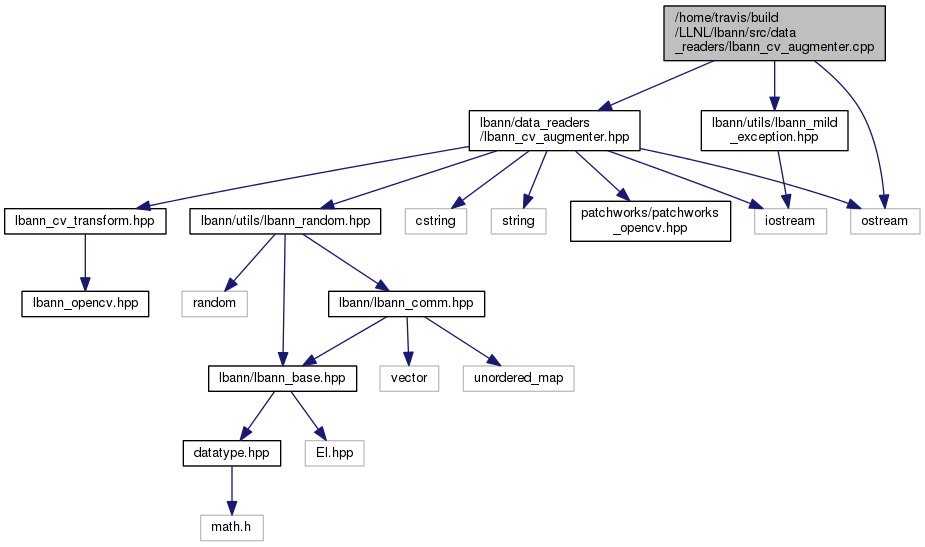 /home/travis/build
/LLNL/lbann/src/data
_readers/lbann_cv_augmenter.cpp
lbann/data_readers
/lbann_cv_augmenter.hpp
lbann/utils/lbann_mild
_exception.hpp
lbann_cv_transform.hpp
lbann/utils/lbann_random.hpp
cstring
string
patchworks/patchworks
_opencv.hpp
iostream
ostream
lbann_opencv.hpp
random
lbann/lbann_comm.hpp
lbann/lbann_base.hpp
vector
unordered_map
datatype.hpp
El.hpp
math.h